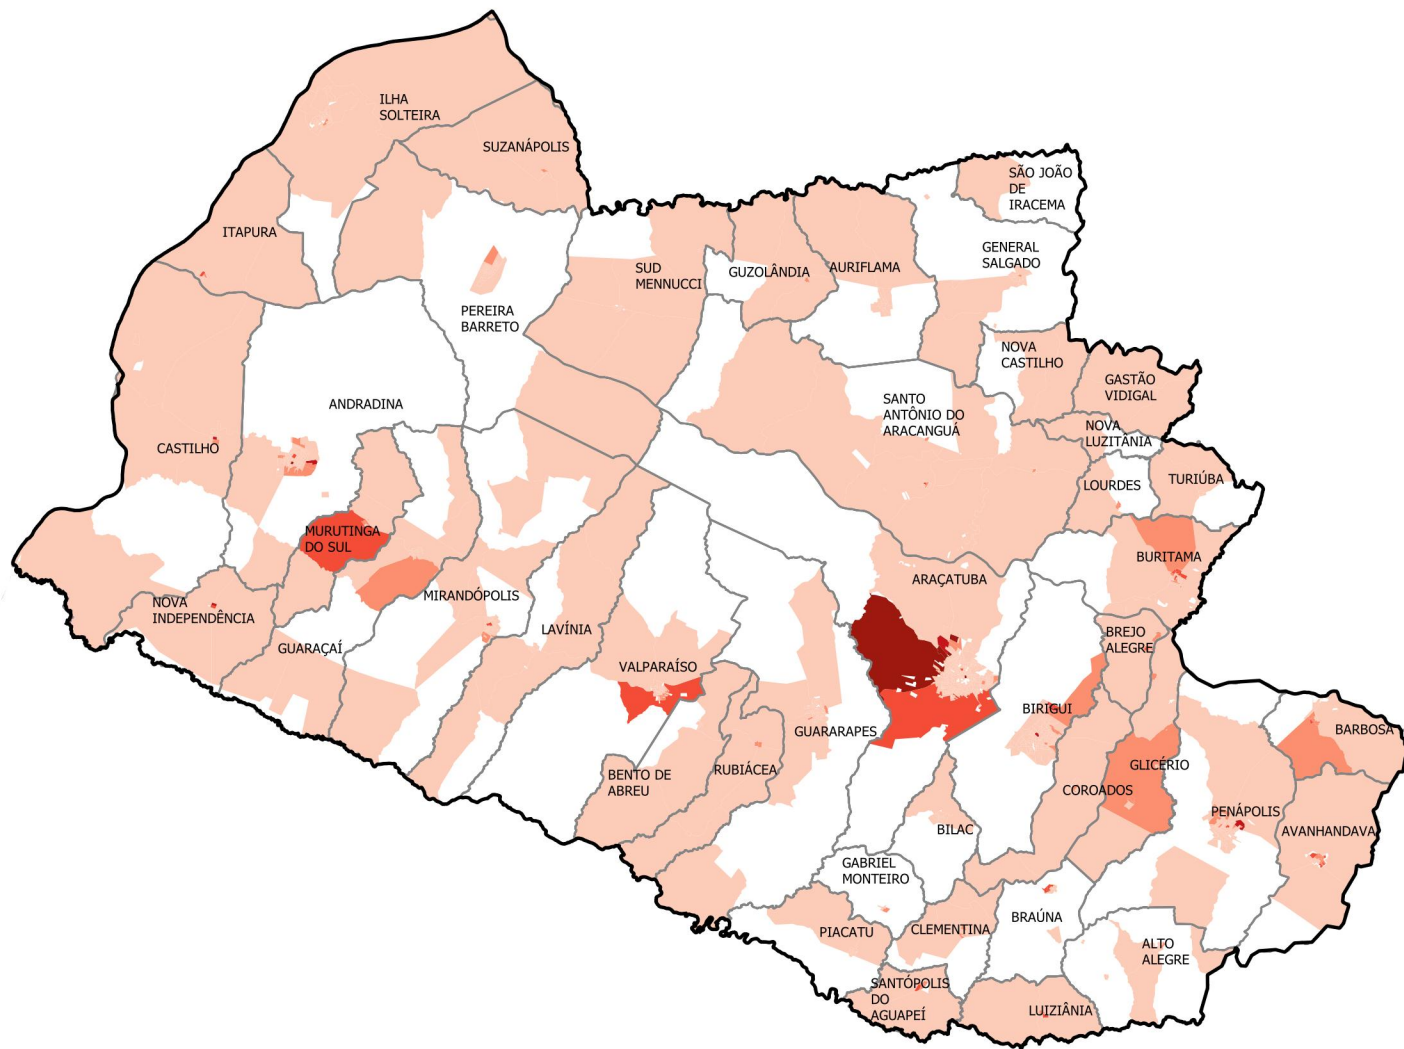 ILHA
SOLTEIRA
SUZANÁPOLIS
SÃO JOÃO
DE
IRACEMA
ITAPURA
GENERAL
SALGADO
SUD
MENNUCCI
GUZOLÂNDIA
AURIFLAMA
PEREIRA
BARRETO
NOVA
CASTILHO
GASTÃO
VIDIGAL
ANDRADINA
SANTO
ANTÔNIO DO
ARACANGUÁ
NOVA
LUZITÂNIA
CASTILHO
LOURDES
TURIÚBA
MURUTINGA
DO SUL
BURITAMA
ARAÇATUBA
MIRANDÓPOLIS
NOVA
INDEPENDÊNCIA
LAVÍNIA
BREJO
ALEGRE
GUARAÇAÍ
VALPARAÍSO
BIRIGUI
GUARARAPES
BARBOSA
GLICÉRIO
RUBIÁCEA
BENTO DE
ABREU
COROADOS
PENÁPOLIS
BILAC
AVANHANDAVA
GABRIEL
MONTEIRO
BRAÚNA
PIACATU
CLEMENTINA
ALTO
ALEGRE
SANTÓPOLIS
DO
AGUAPEÍ
LUIZIÂNIA